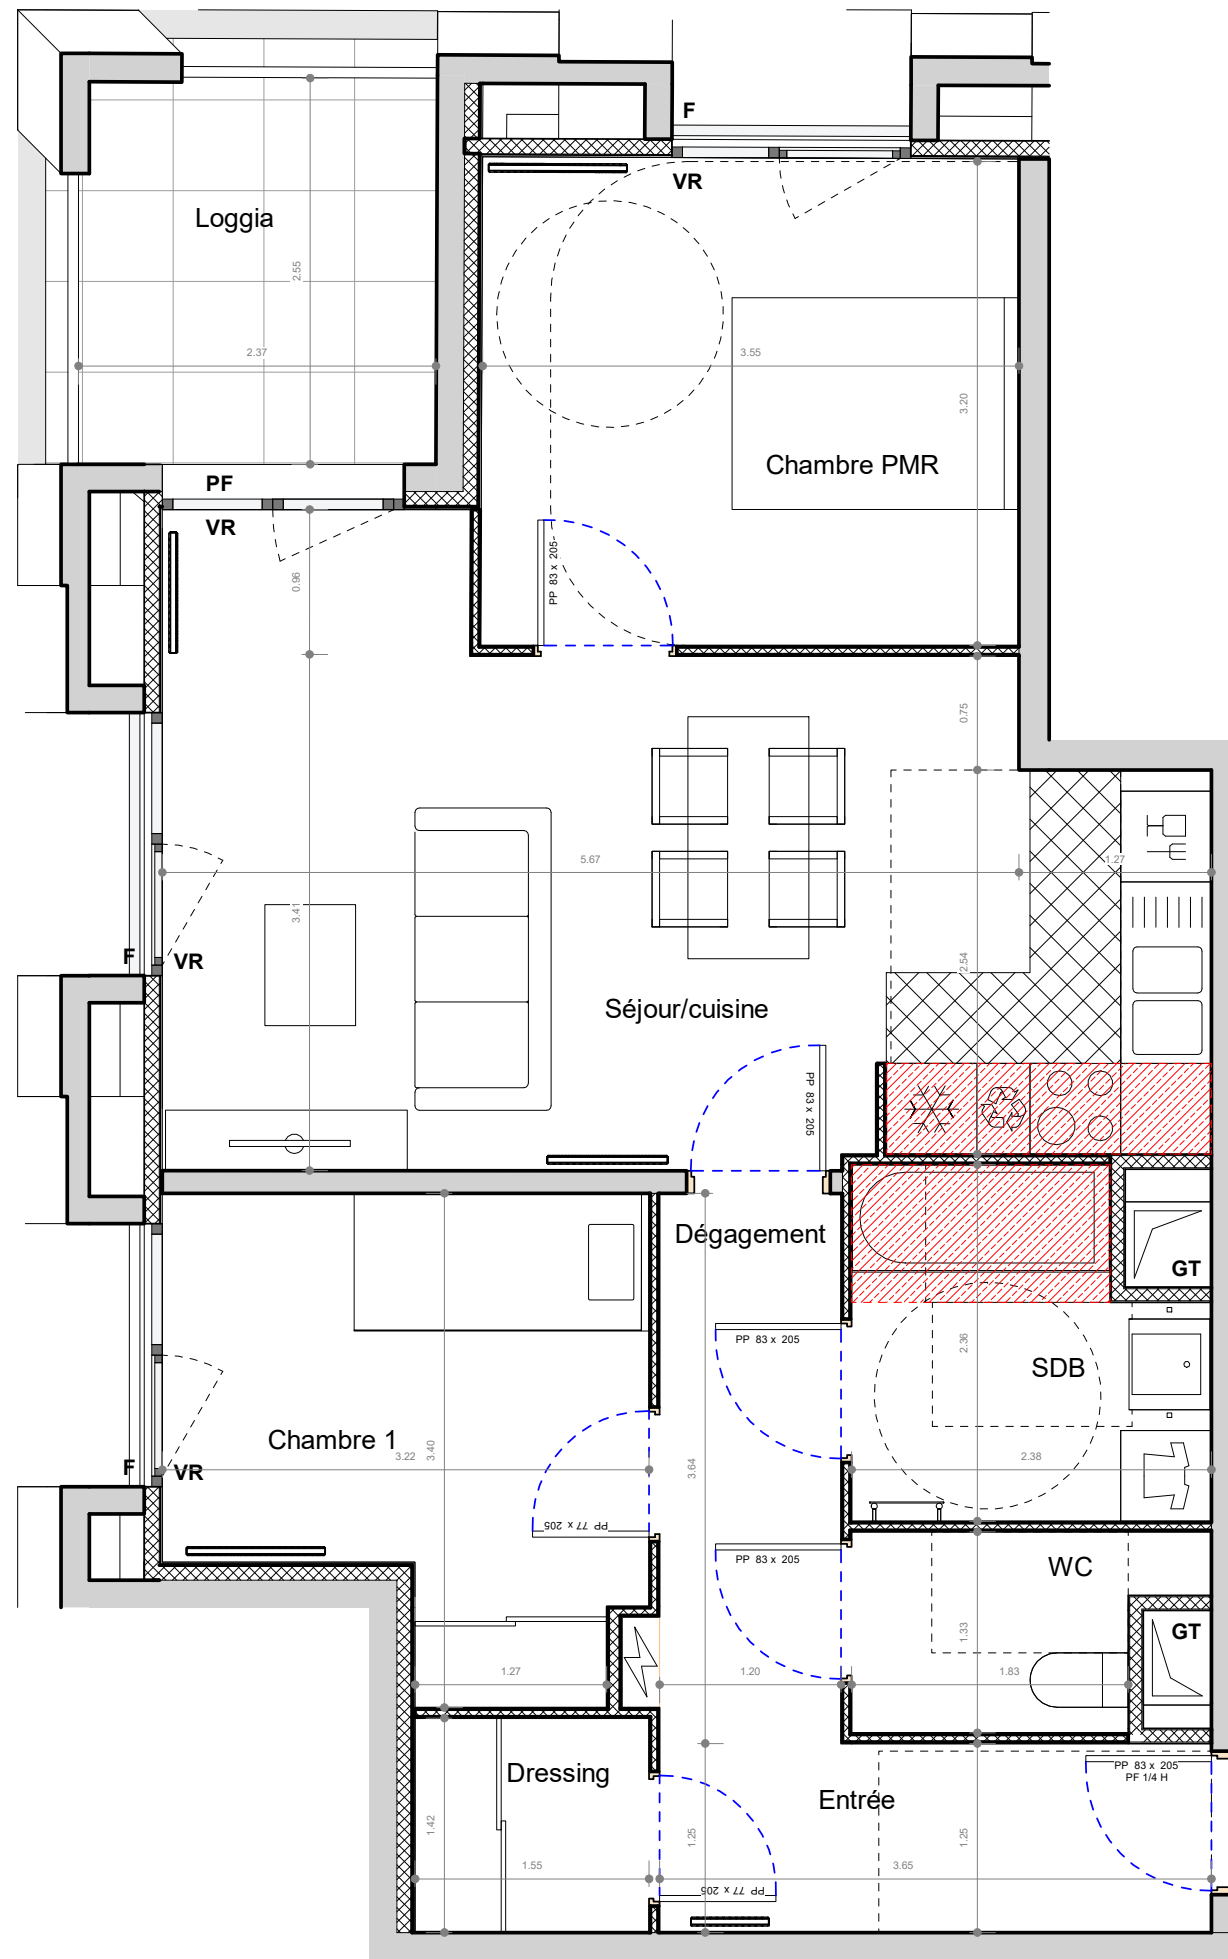 F
VR
Loggia
2.55
2.37
3.55
3.20
Chambre PMR
PF
VR
PP 83 x 205
0.96
0.75
5.67
1.27
3.41
F
VR
2.54
Séjour/cuisine
PP 83 x 205
Dégagement
GT
PP 83 x 205
2.36
SDB
Chambre 1
3.22
3.40
F
VR
3.64
2.38
PP 77 x 205
PP 83 x 205
WC
GT
1.33
1.27
1.20
1.83
Dressing
Entrée
PP 83 x 205
PF 1/4 H
1.42
1.25
1.25
1.55
3.65
PP 77 x 205